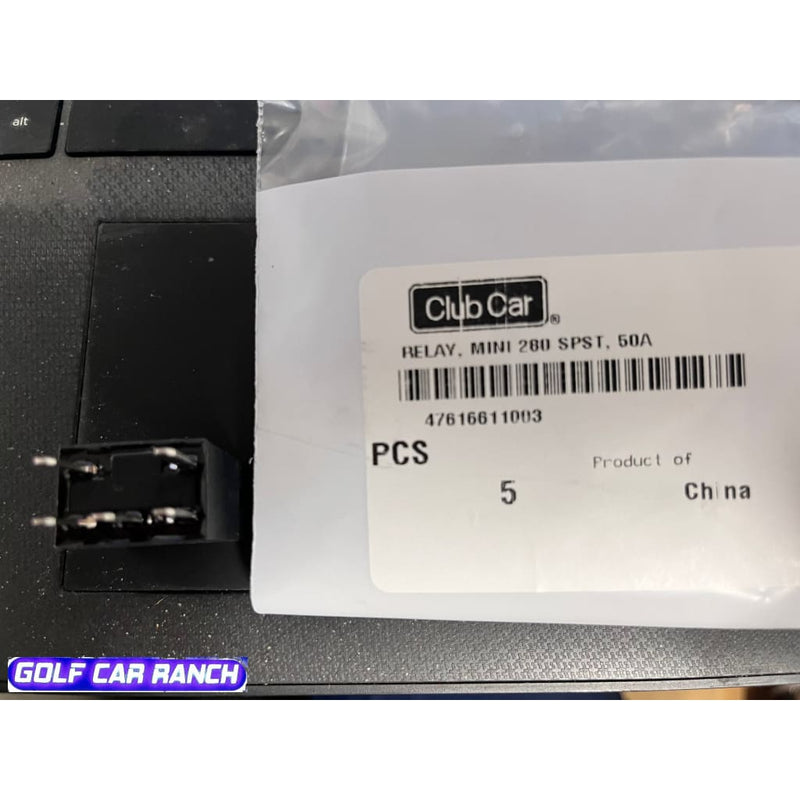 alt
Club Car®
RELAY, MINI 280 SPST, 50A
47616611003
PCS
Product of
5
China
GOLF CAR RANCH